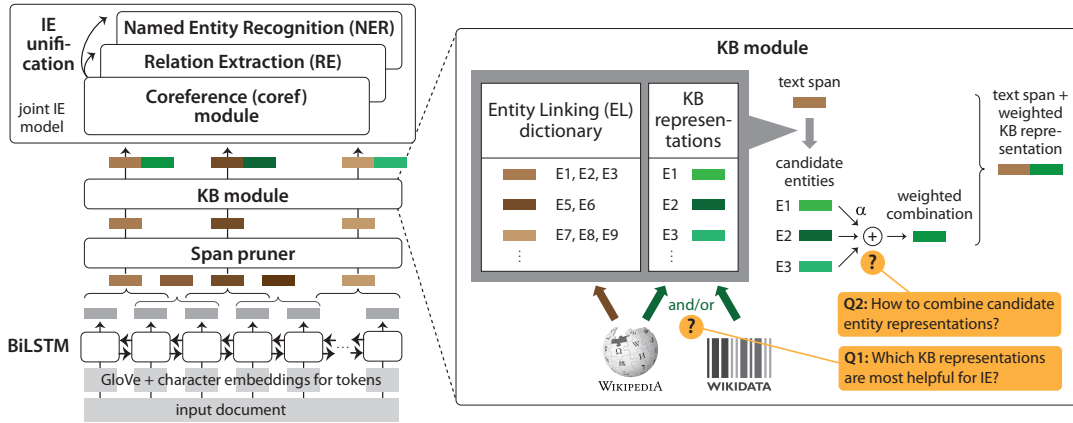 IE
unifi-
cation
joint IE
model
Named Entity Recognition (NER)
Relation Extraction (RE)
Coreference (coref)
module
KB module
Span pruner
BiLSTM
...
GloVe + character embeddings for tokens
input document
KB module
Entity Linking (EL)
dictionary
E1, E2, E3
E5, E6
E7, E8, E9
⋮
KB
represen-
tations
E1
E2
E3
⋮
text span
candidate
entities
E1
E2
E3
α
+
?
weighted
combination
text span +
weighted
KB repre-
sentation
and/or
?
Ω
W
И
WIKIPEDIA
WIKIDATA
Q2: How to combine candidate
entity representations?
Q1: Which KB representations
are most helpful for IE?